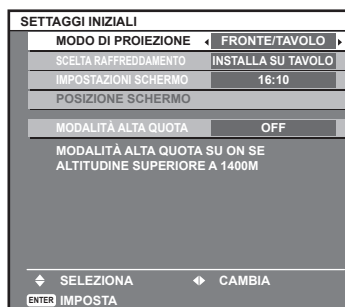 SETTAGGI INIZIALI
MODO DI PROIEZIONE FRONTE/TAVOLO
SCELTA RAFFREDDAMENTO INSTALLA SU TAVOLO
IMPOSTAZIONI SCHERMO 16:10
POSIZIONE SCHERMO
MODALITÀ ALTA QUOTA OFF
MODALITÀ ALTA QUOTA SU ON SE
ALTITUDINE SUPERIORE A 1400M
SELEZIONA CAMBIA
ENTER IMPOSTA